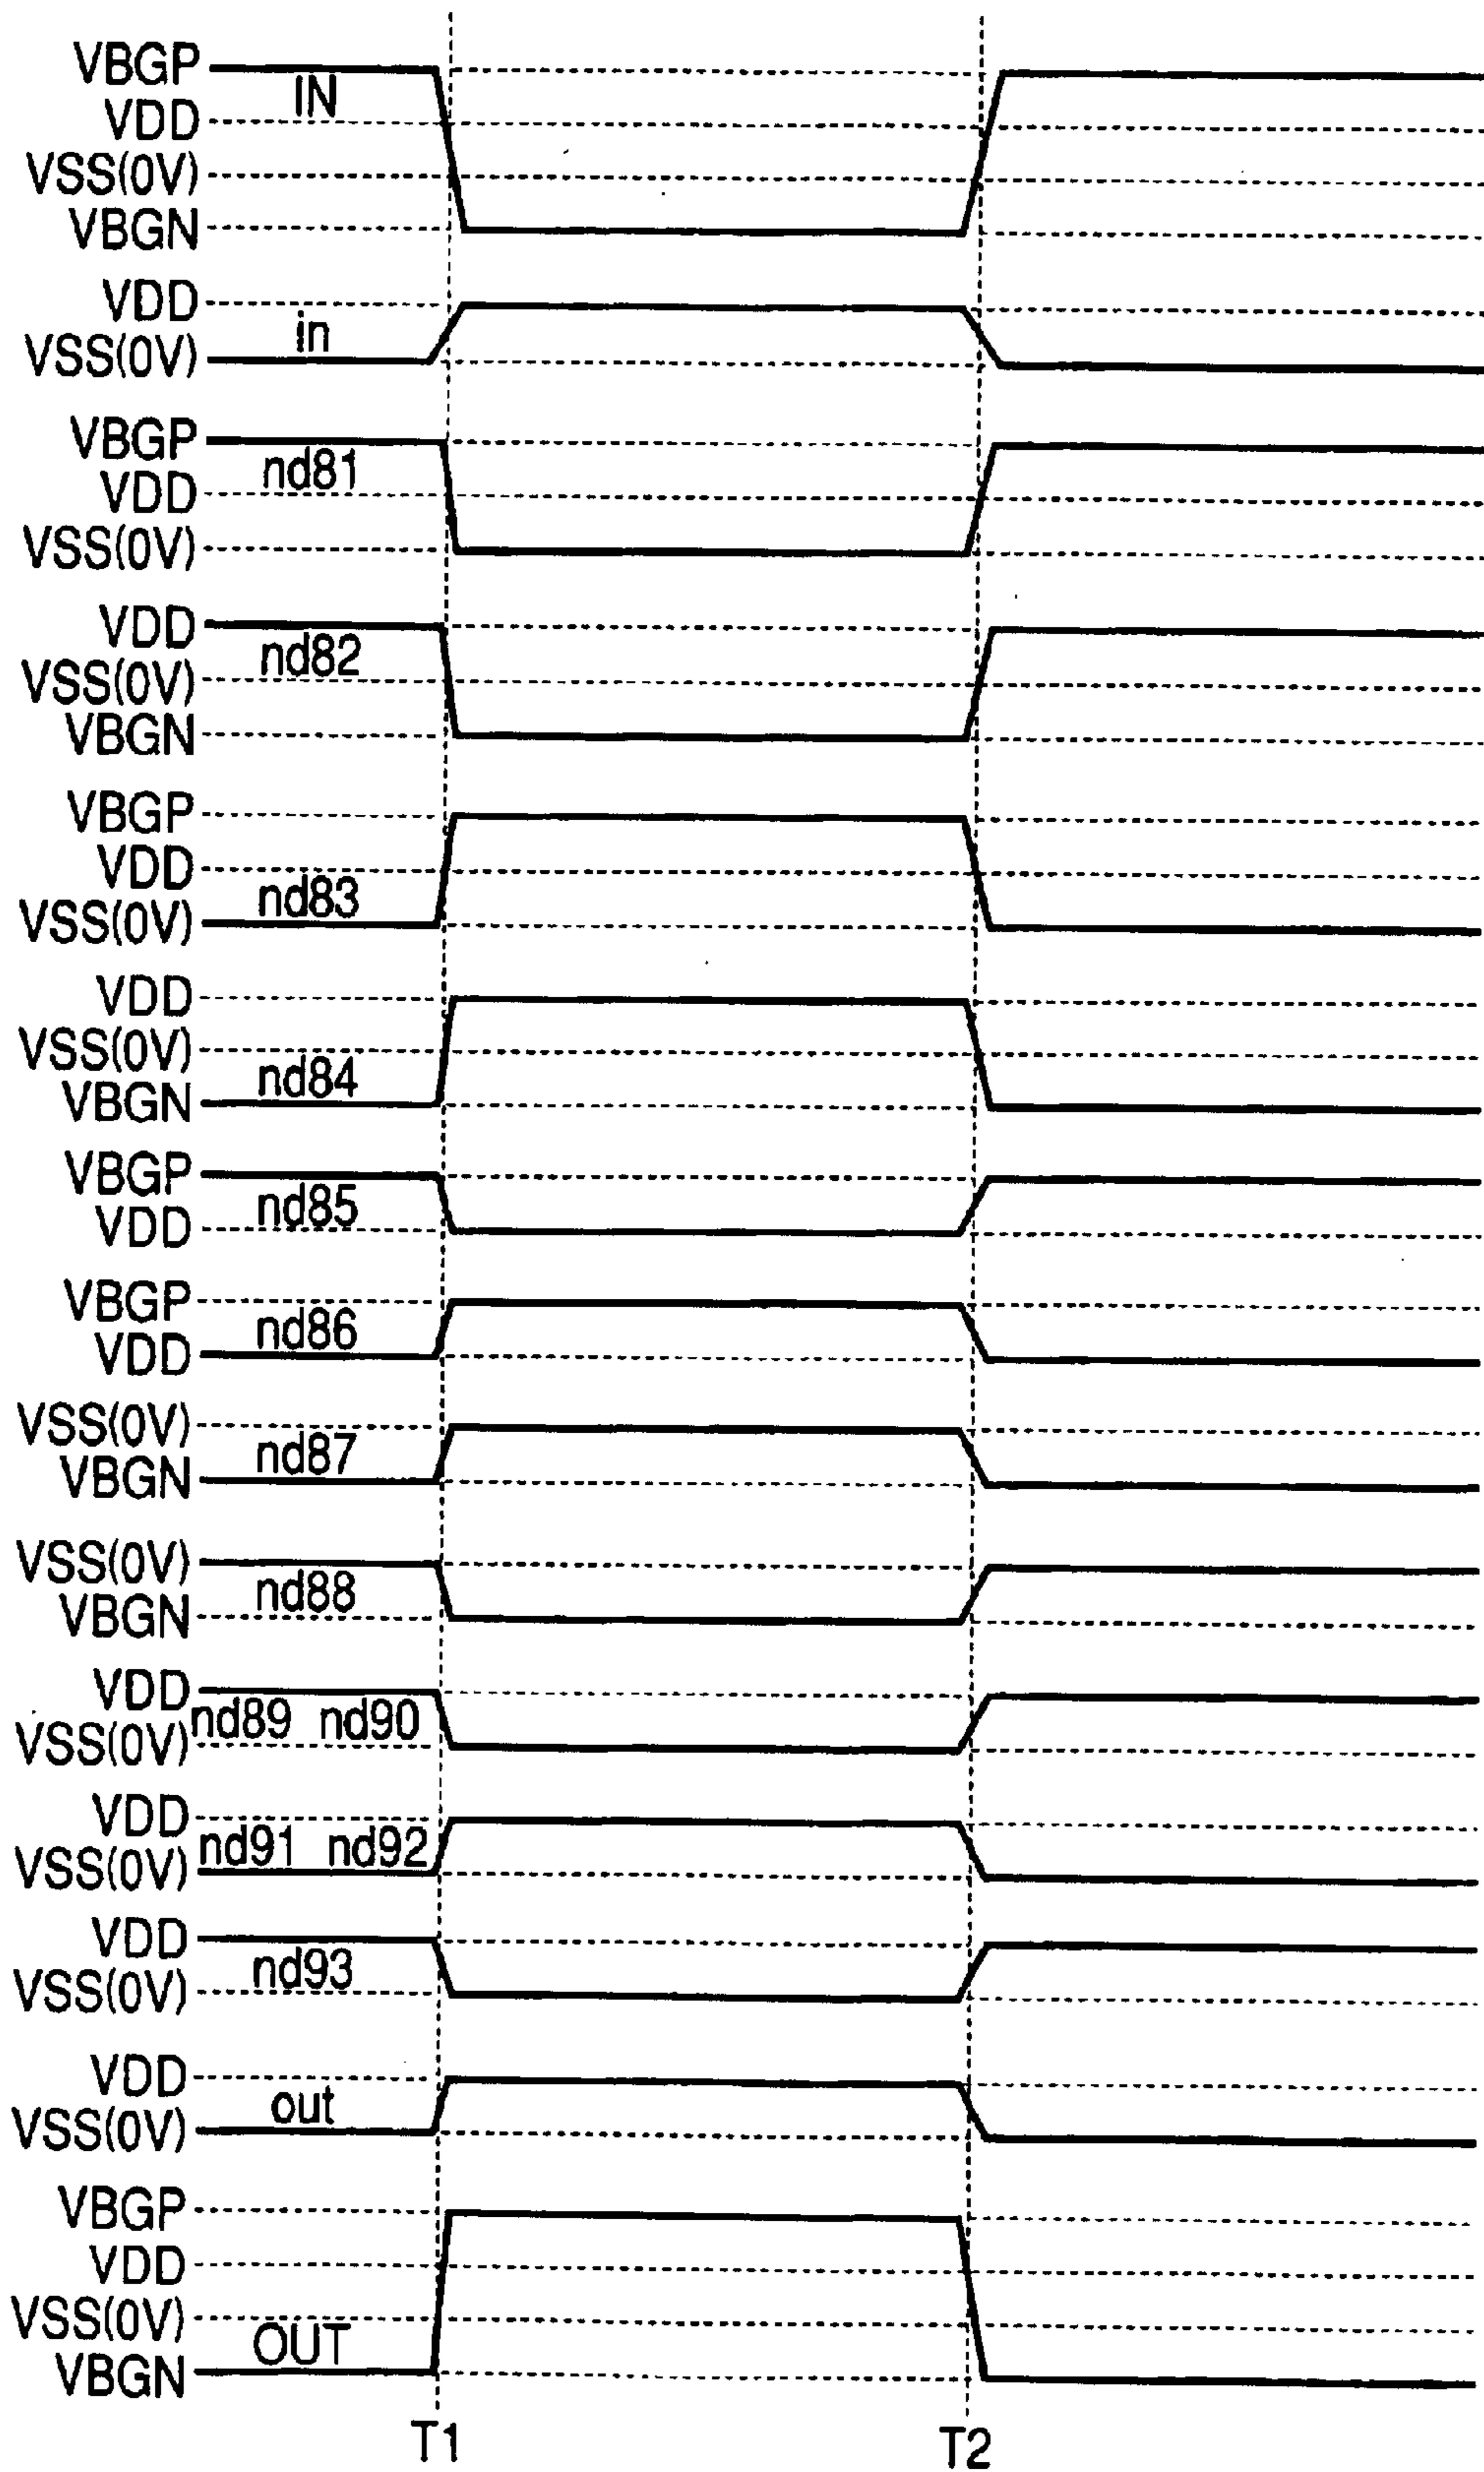 VBGP
IN
VDD
VSS(0V)
VBGN
VDD
in
VSS(0V)
VBGP
nd81
VDD
VSS(0V)
VDD
nd82
VSS(0V)
VBGN
VBGP
VDD
nd83
VSS(0V)
VDD
VSS(0V)
nd84
VBGN
VBGP
nd85
VDD
VBGP
nd86
VDD
VSS(0V)
nd87
VBGN
VSS(0V)
nd88
VBGN
VDD
nd89 nd90
VSS(0V)
VDD
nd91 nd92
VSS(0V)
VDD
nd93
VSS(0V)
VDD
out
VSS(0V)
VBGP
VDD
VSS(0V)
OUT
VBGN
T1 T2